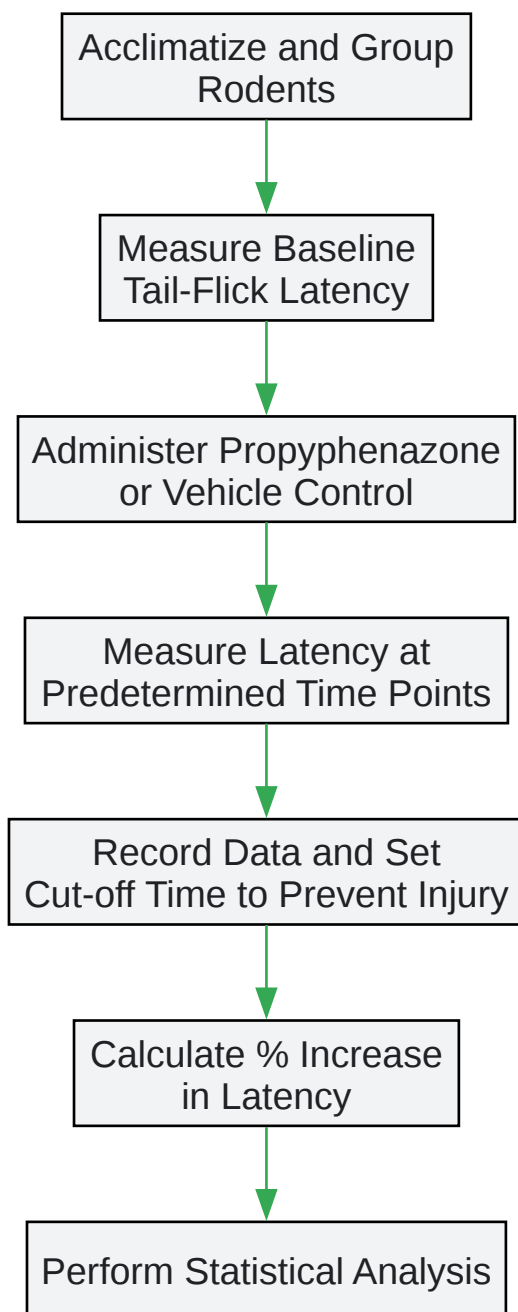 Acclimatize and Group
Rodents
Measure Baseline
Tail-Flick Latency
Administer Propyphenazone
or Vehicle Control
Measure Latency at
Predetermined Time Points
Record Data and Set
Cut-off Time to Prevent Injury
Calculate % Increase
in Latency
Perform Statistical Analysis